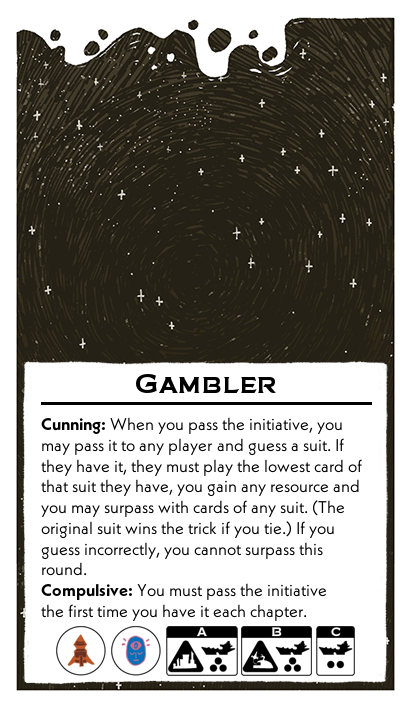 GAMBLER
Cunning: When you pass the initiative, you
may pass it to any player and guess a suit. If
they have it, they must play the lowest card of
that suit they have, you gain any resource and
you may surpass with cards of any suit. (The
original suit wins the trick if you tie.) If you
guess incorrectly, you cannot surpass this
round.
Compulsive: You must pass the initiative
the first time you have it each chapter.
A B C